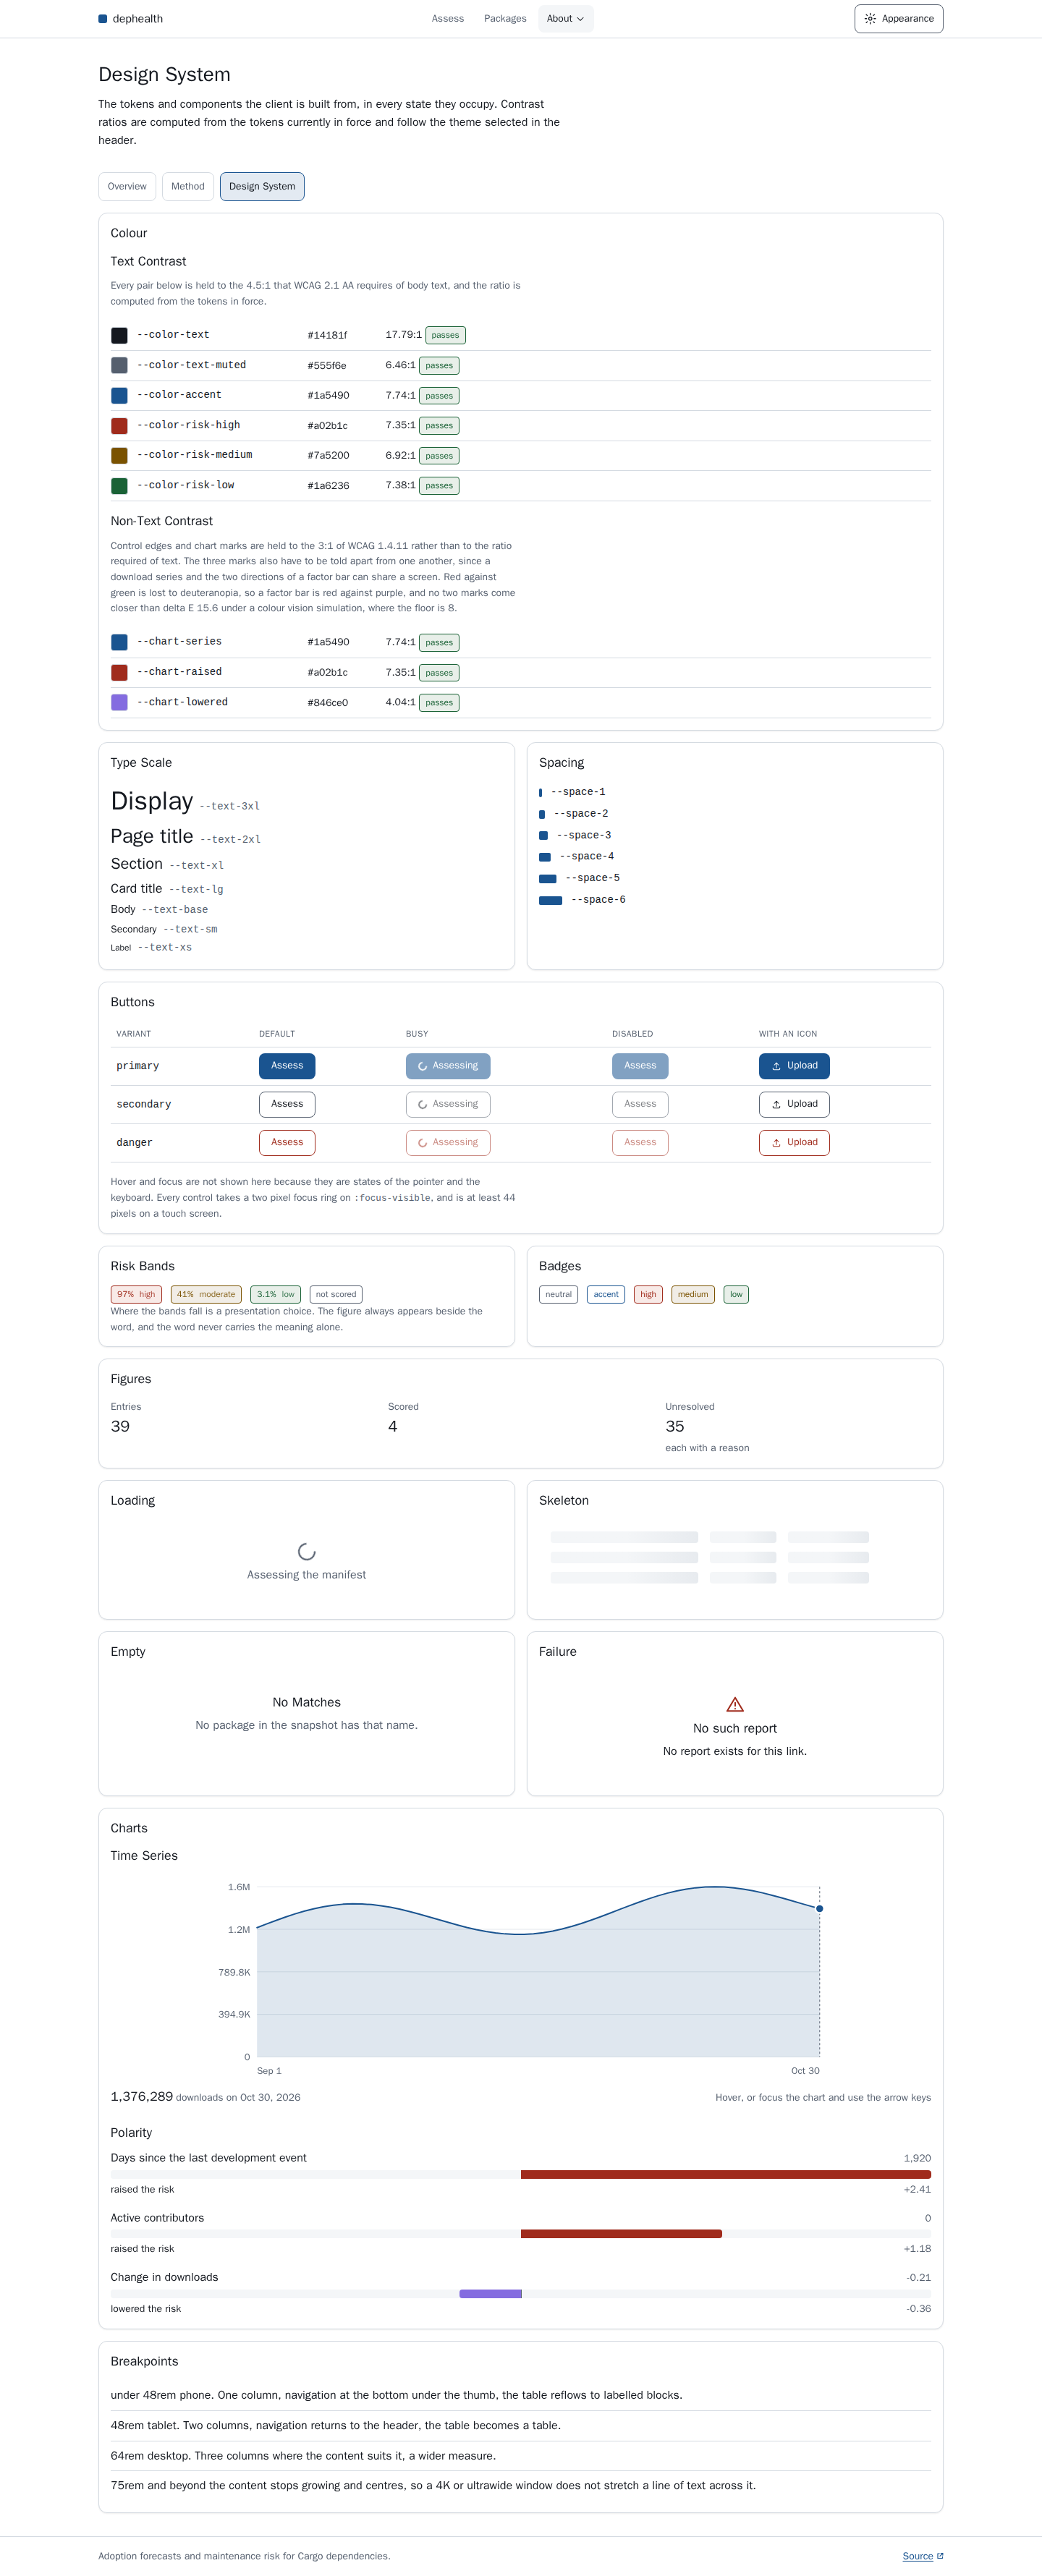 dephealth
Assess
Packages
About
Appearance
Design System
The tokens and components the client is built from, in every state they occupy. Contrast
ratios are computed from the tokens currently in force and follow the theme selected in the
header.
Overview
Method
Design System
Colour
Text Contrast
Every pair below is held to the 4.5:1 that WCAG 2.1 AA requires of body text, and the ratio is
computed from the tokens in force.
--color-text #14181f 17.79:1 passes
--color-text-muted #555f6e 6.46:1 passes
--color-accent #1a5490 7.74:1 passes
--color-risk-high #a02b1c 7.35:1 passes
--color-risk-medium #7a5200 6.92:1 passes
--color-risk-low #1a6236 7.38:1 passes
Non-Text Contrast
Control edges and chart marks are held to the 3:1 of WCAG 1.4.11 rather than to the ratio
required of text. The three marks also have to be told apart from one another, since a
download series and the two directions of a factor bar can share a screen. Red against
green is lost to deuteranopia, so a factor bar is red against purple, and no two marks come
closer than delta E 15.6 under a colour vision simulation, where the floor is 8.
--chart-series #1a5490 7.74:1 passes
--chart-raised #a02b1c 7.35:1 passes
--chart-lowered #846ce0 4.04:1 passes
Type Scale
Display --text-3xl
Page title --text-2xl
Section --text-xl
Card title --text-lg
Body --text-base
Secondary --text-sm
Label --text-xs
Spacing
--space-1
--space-2
--space-3
--space-4
--space-5
--space-6
Buttons
VARIANT DEFAULT BUSY DISABLED WITH AN ICON
primary Assess Assessing Assess Upload
secondary Assess Assessing Assess Upload
danger Assess Assessing Assess Upload
Hover and focus are not shown here because they are states of the pointer and the
keyboard. Every control takes a two pixel focus ring on :focus-visible, and is at least 44
pixels on a touch screen.
Risk Bands
97% high 41% moderate 3.1% low not scored
Where the bands fall is a presentation choice. The figure always appears beside the
word, and the word never carries the meaning alone.
Badges
neutral accent high medium low
Figures
Entries
39
Scored
4
Unresolved
35
each with a reason
Loading
Assessing the manifest
Skeleton
Empty
No Matches
No package in the snapshot has that name.
Failure
No such report
No report exists for this link.
Charts
Time Series
1.6M
1.2M
789.8K
394.9K
0
Sep 1 Oct 30
1,376,289 downloads on Oct 30, 2026
Hover, or focus the chart and use the arrow keys
Polarity
Days since the last development event 1,920
raised the risk +2.41
Active contributors 0
raised the risk +1.18
Change in downloads -0.21
lowered the risk -0.36
Breakpoints
under 48rem phone. One column, navigation at the bottom under the thumb, the table reflows to labelled blocks.
48rem tablet. Two columns, navigation returns to the header, the table becomes a table.
64rem desktop. Three columns where the content suits it, a wider measure.
75rem and beyond the content stops growing and centres, so a 4K or ultrawide window does not stretch a line of text across it.
Adoption forecasts and maintenance risk for Cargo dependencies.
Source